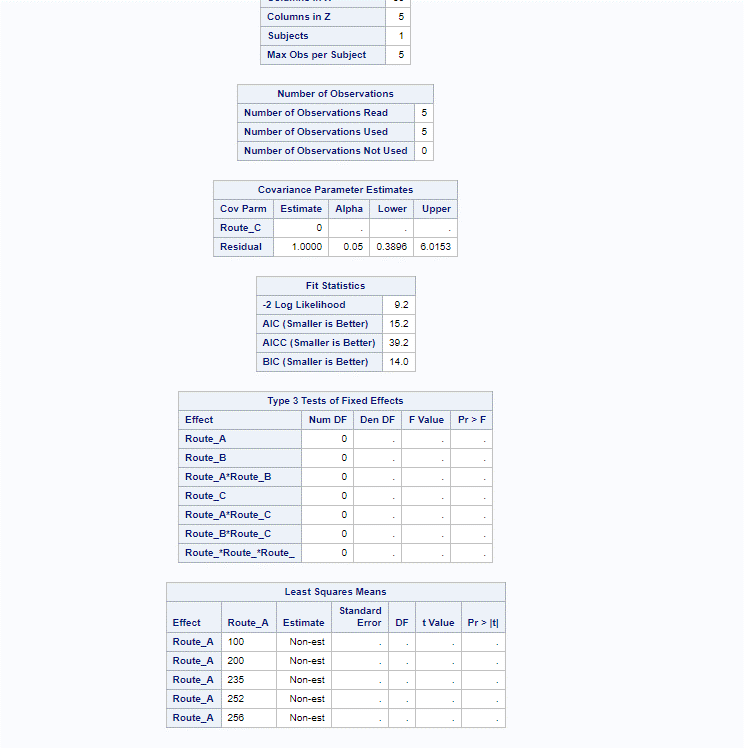 Columns in Z 5
Subjects 1
Max Obs per Subject 5
Number of Observations
Number of Observations Read 5
Number of Observations Used 5
Number of Observations Not Used 0
Covariance Parameter Estimates
Cov Parm Estimate Alpha Lower Upper
Route_C 0 . . .
Residual 1.0000 0.05 0.3896 6.0153
Fit Statistics
-2 Log Likelihood 9.2
AIC (Smaller is Better) 15.2
AICC (Smaller is Better) 39.2
BIC (Smaller is Better) 14.0
Type 3 Tests of Fixed Effects
Effect Num DF Den DF F Value Pr > F
Route_A 0 . . .
Route_B 0 . . .
Route_A*Route_B 0 . . .
Route_C 0 . . .
Route_A*Route_C 0 . . .
Route_B*Route_C 0 . . .
Route_*Route_*Route_ 0 . . .
Least Squares Means
Effect Route_A Estimate Standard Error DF t Value Pr > |t|
Route_A 100 Non-est . . . .
Route_A 200 Non-est . . . .
Route_A 235 Non-est . . . .
Route_A 252 Non-est . . . .
Route_A 256 Non-est . . . .